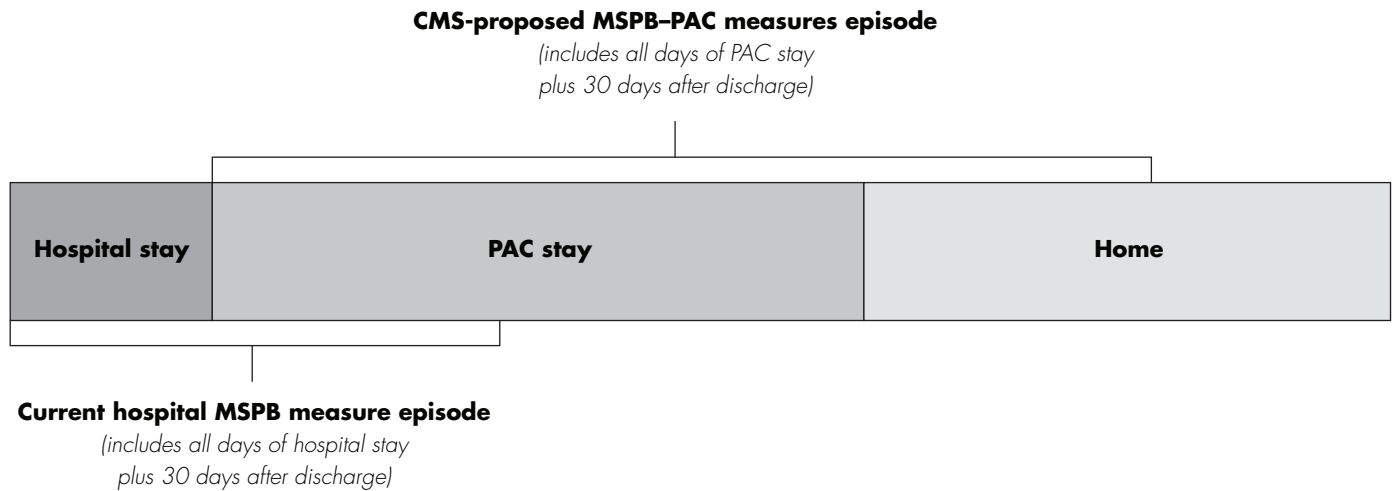 CMS-proposed MSPB–PAC measures episode
(includes all days of PAC stay
plus 30 days after discharge)
Hospital stay
PAC stay
Home
Current hospital MSPB measure episode
(includes all days of hospital stay
plus 30 days after discharge)